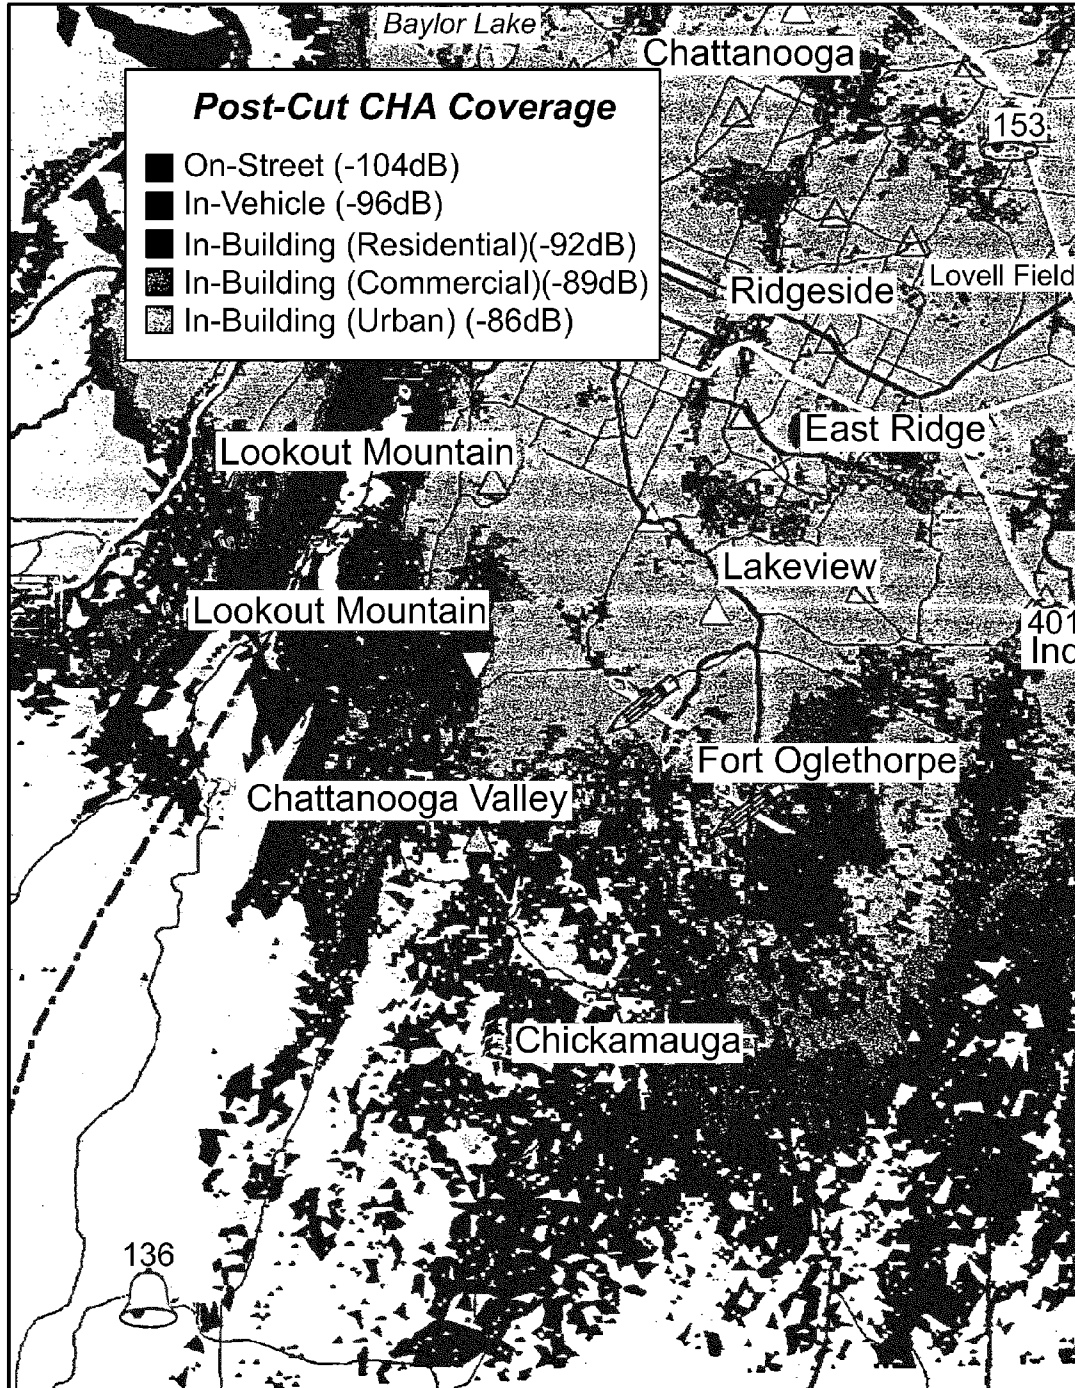 Baylor Lake
Chattanooga
Post-Cut CHA Coverage
On-Street (-104dB)
In-Vehicle (-96dB)
In-Building (Residential)(-92dB)
In-Building (Commercial)(-89dB)
In-Building (Urban) (-86dB)
153
Ridgeside
Lovell Field
East Ridge
Lookout Mountain
Lakeview
Lookout Mountain
401
Ind
Fort Oglethorpe
Chattanooga Valley
Chickamauga
136